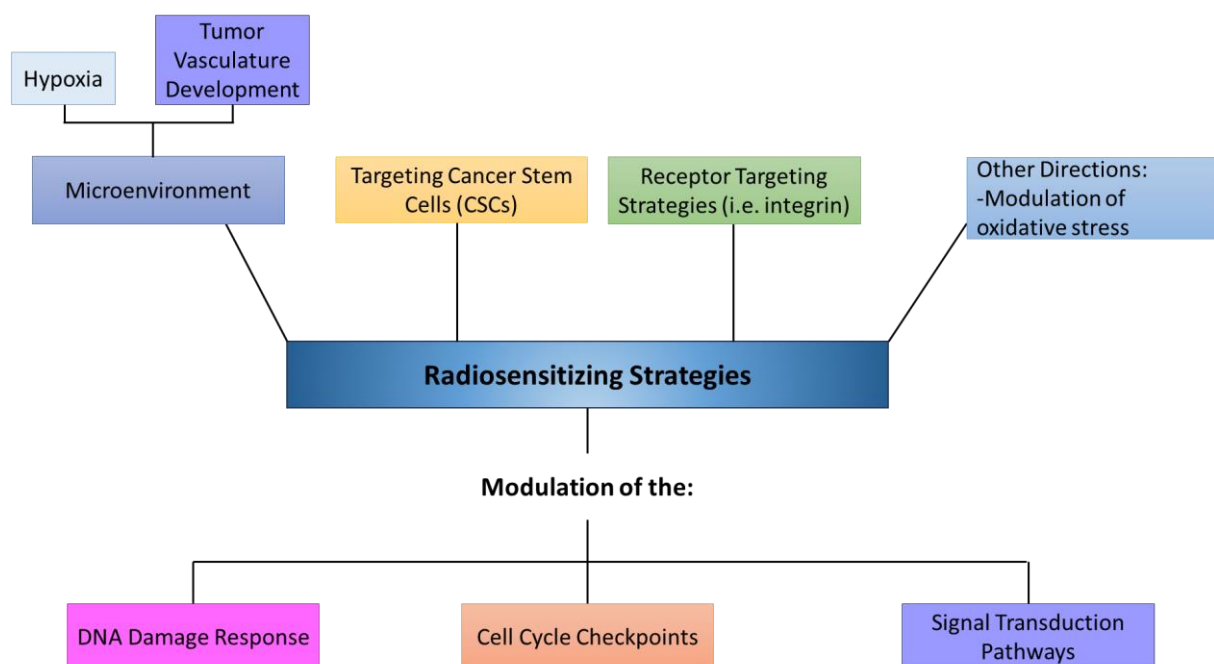 Tumor
Vasculature
Development
Hypoxia
Microenvironment
Targeting Cancer Stem
Cells (CSCs)
Receptor Targeting
Strategies (i.e. integrin)
Other Directions:
-Modulation of
oxidative stress
Radiosensitizing Strategies
Modulation of the:
DNA Damage Response
Cell Cycle Checkpoints
Signal Transduction
Pathways